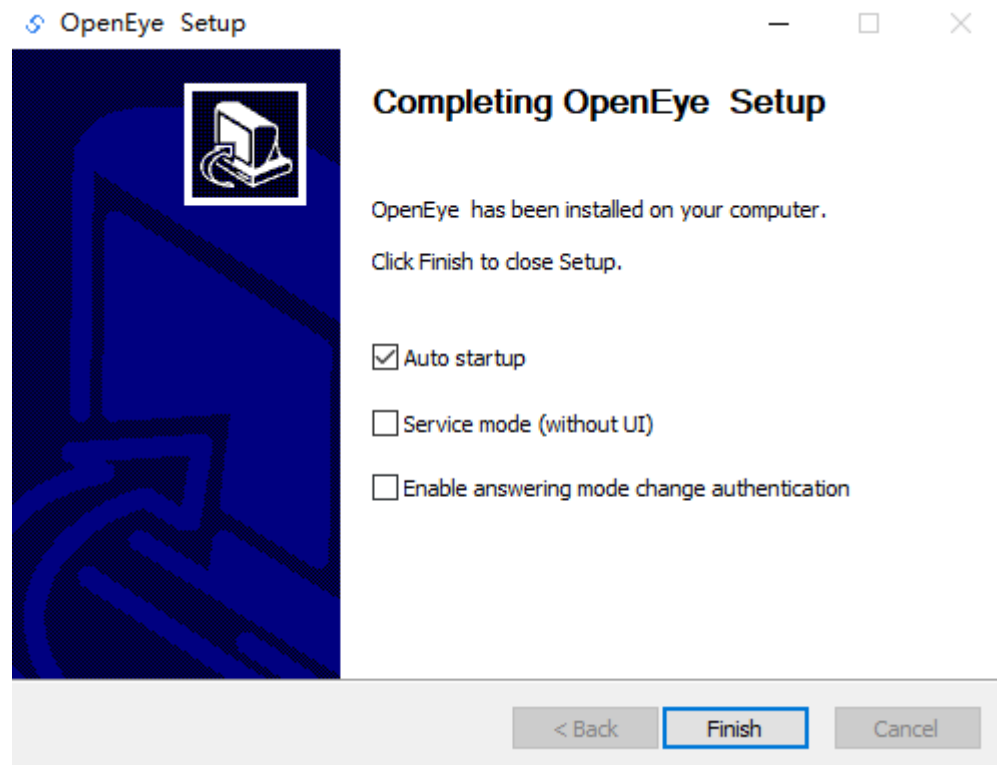 OpenEye  Setup
Completing OpenEye  Setup
OpenEye  has been installed on your computer.
Click Finish to close Setup.
Auto startup
Service mode (without UI)
Enable answering mode change authentication
< Back
Finish
Cancel